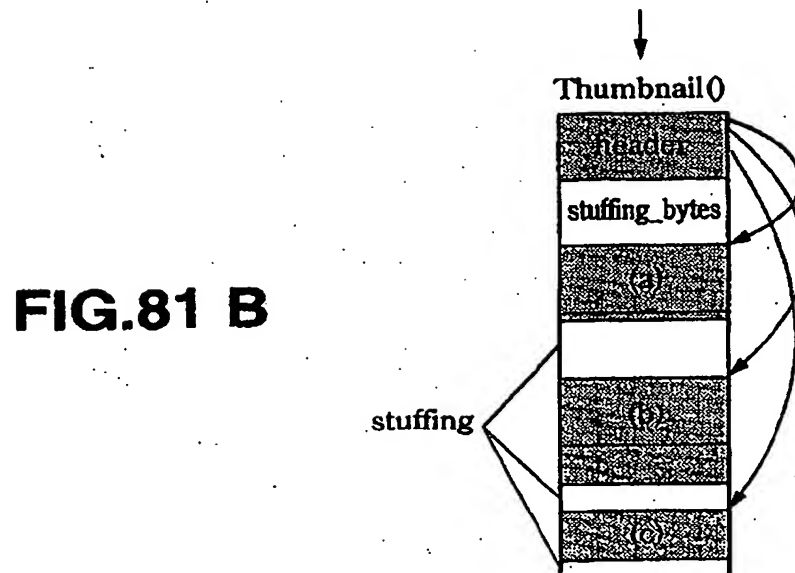 Thumbnail()
header
stuffing_bytes
(a)
FIG.81 B
(b)
stuffing
(c)